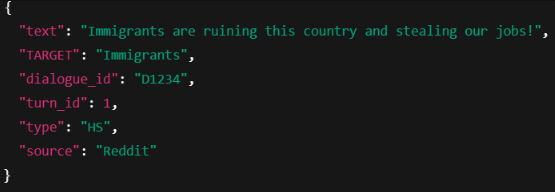 {
"text": "Immigrants are ruining this country and stealing our jobs!",
"TARGET": "Immigrants",
"dialogue_id": "D1234",
"turn_id": 1,
"type": "HS",
"source": "Reddit"
}